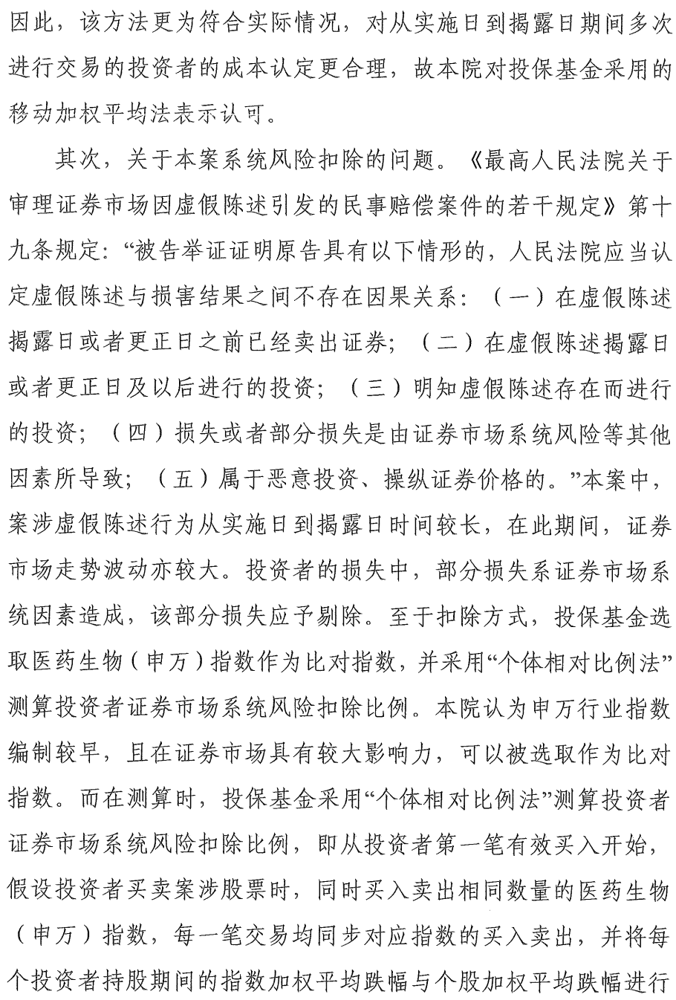 因此，该方法更为符合实际情况，对从实施日到揭露日期间多次
进行交易的投资者的成本认定更合理，故本院对投保基金采用的
移动加权平均法表示认可。
其次，关于本案系统风险扣除的问题。《最高人民法院关于
审理证券市场因虚假陈述引发的民事赔偿案件的若干规定》第十
九条规定：“被告举证证明原告具有以下情形的，人民法院应当认
定虚假陈述与损害结果之间不存在因果关系：（一）在虚假陈述
揭露日或者更正日之前已经卖出证券；（二）在虚假陈述揭露日
或者更正日及以后进行的投资；（三）明知虚假陈述存在而进行
的投资；（四）损失或者部分损失是由证券市场系统风险等其他
因素所导致；（五）属于恶意投资、操纵证券价格的。”本案中，
案涉虚假陈述行为从实施日到揭露日时间较长，在此期间，证券
市场走势波动亦较大。投资者的损失中，部分损失系证券市场系
统因素造成，该部分损失应予剔除。至于扣除方式，投保基金选
取医药生物（申万）指数作为比对指数，并采用“个体相对比例法”
测算投资者证券市场系统风险扣除比例。本院认为申万行业指数
编制较早，且在证券市场具有较大影响力，可以被选取作为比对
指数。而在测算时，投保基金采用“个体相对比例法”测算投资者
证券市场系统风险扣除比例，即从投资者第一笔有效买入开始，
假设投资者买卖案涉股票时，同时买入卖出相同数量的医药生物
（申万）指数，每一笔交易均同步对应指数的买入卖出，并将每
个投资者持股期间的指数加权平均跌幅与个股加权平均跌幅进行